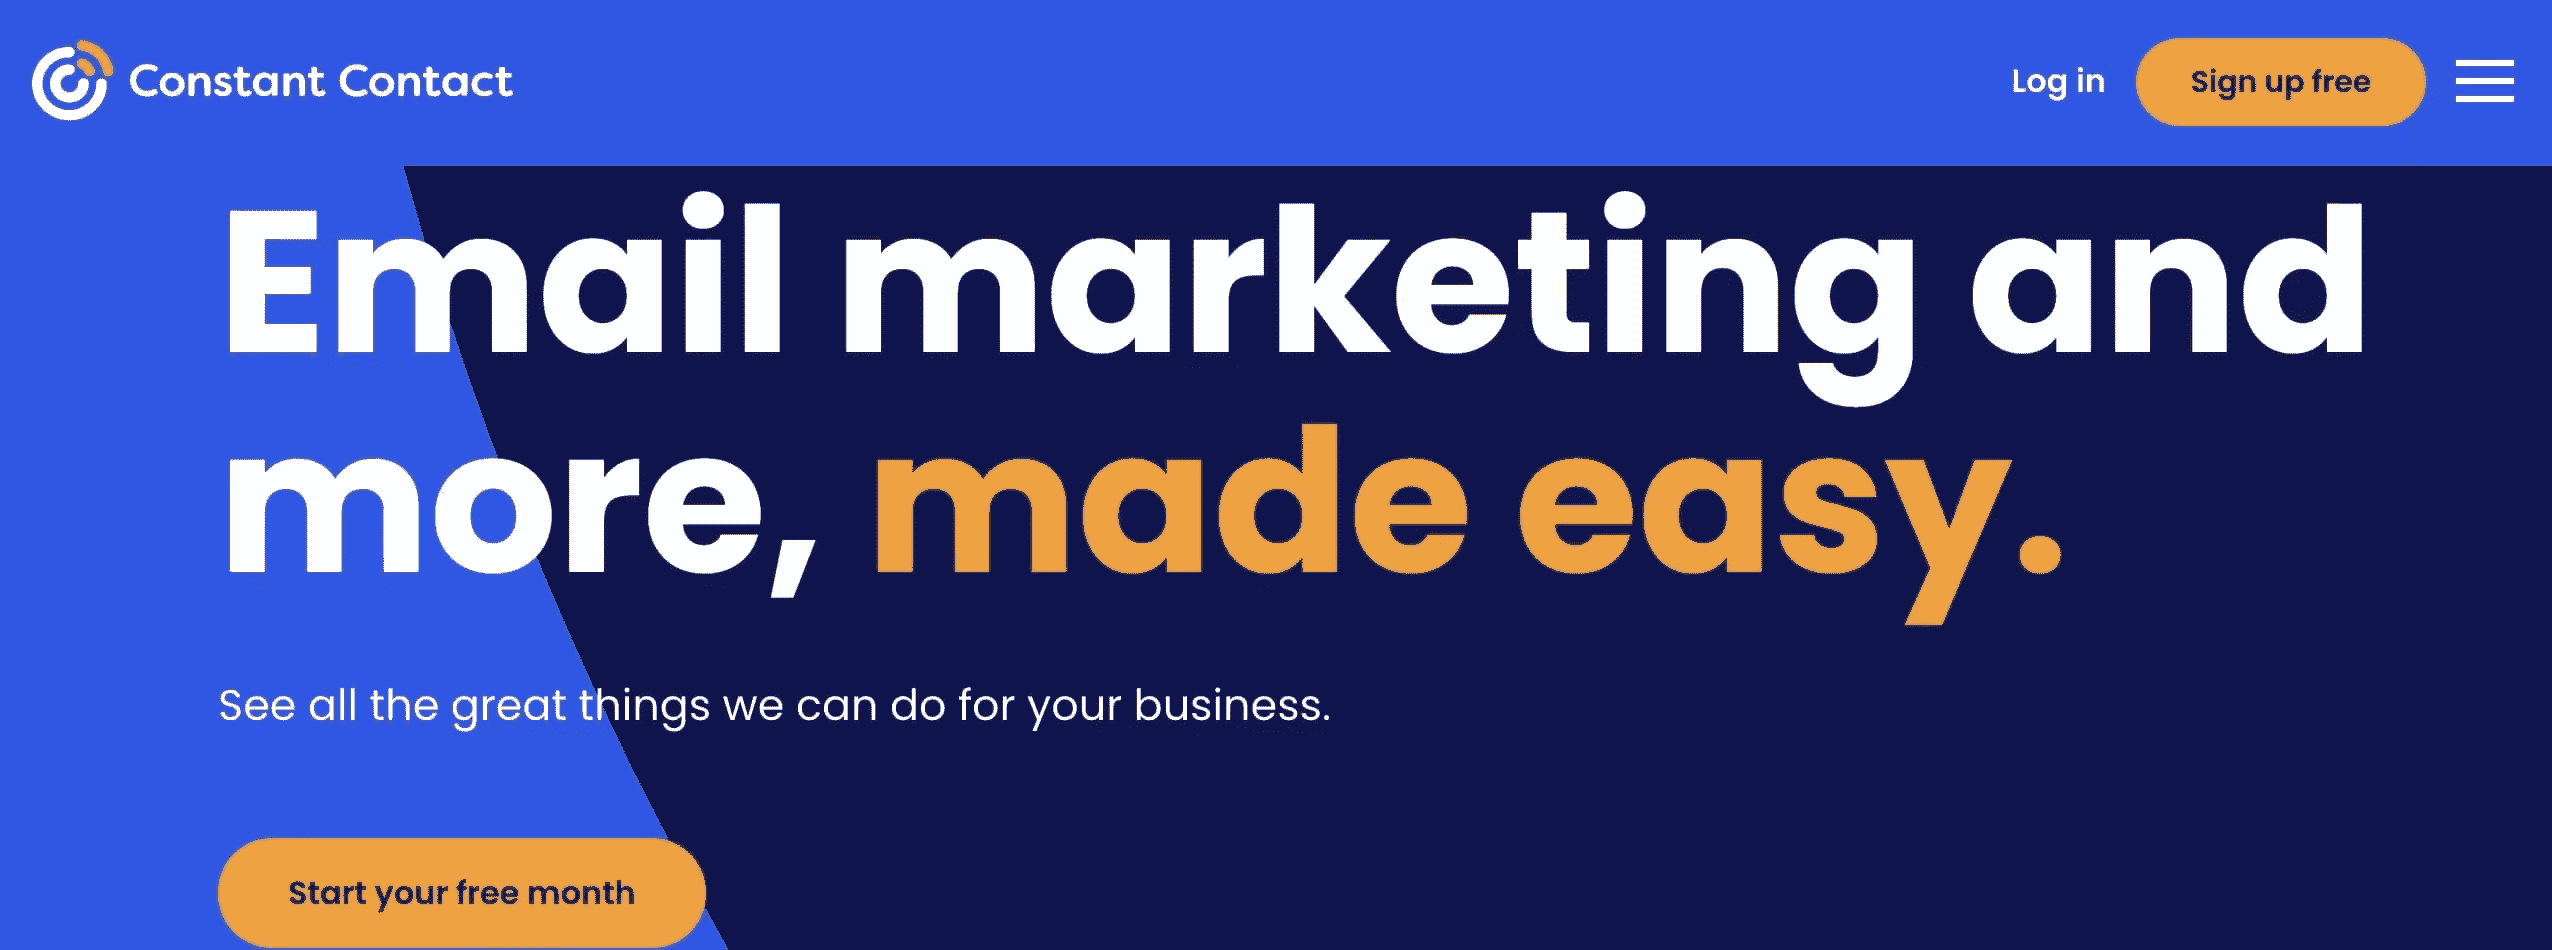 Constant Contact
Log in
Sign up free
Email marketing and
more, made easy.
See all the great things we can do for your business.
Start your free month